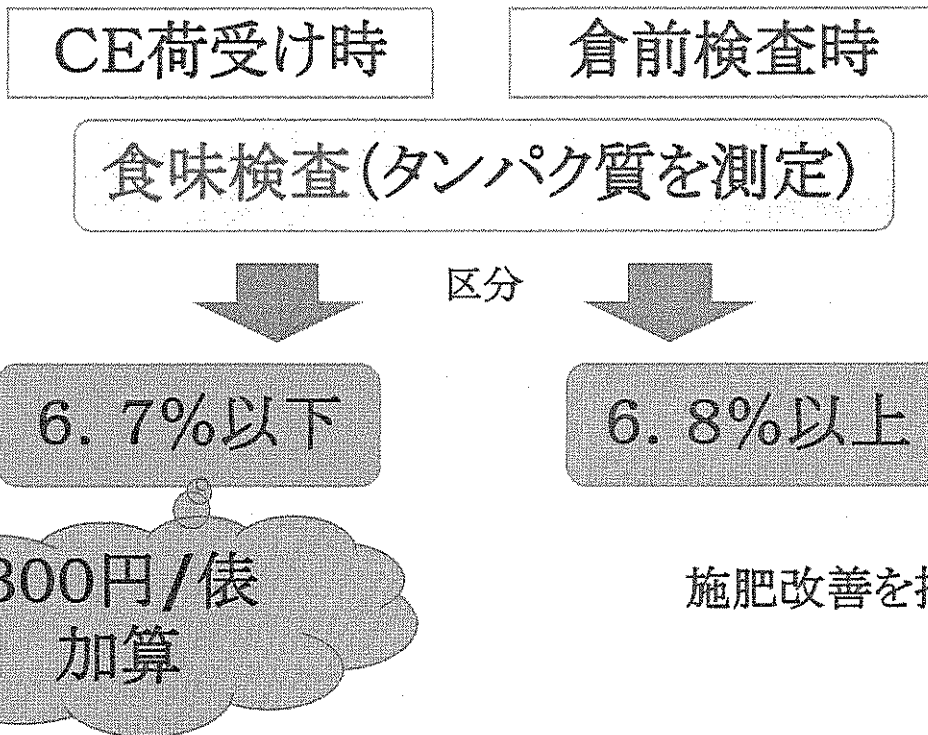 CE荷受け時
倉前検査時
食味検査(タンパク質を測定)
区分
6. 7%以下
6. 8%以上
300円/俵
加算
施肥改善を